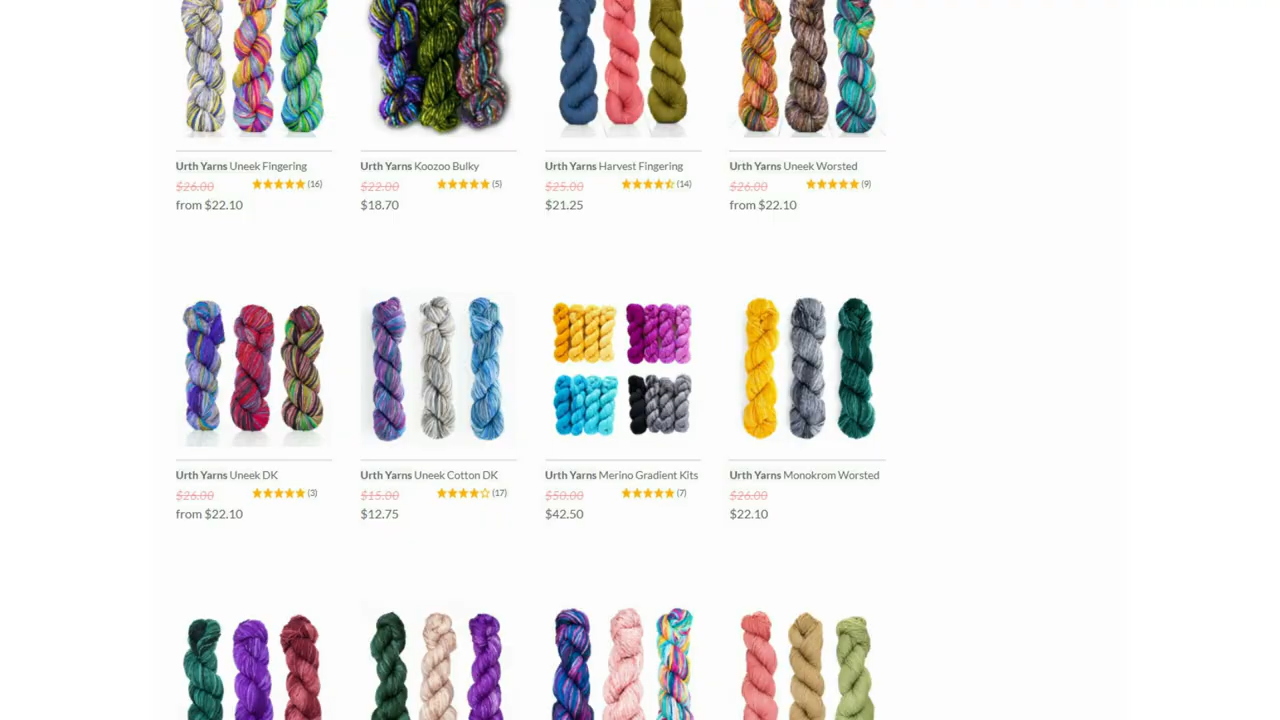 Urth Yarns Uneek Fingering
$26.00 (16)
from $22.10
Urth Yarns Koozoo Bulky
$22.00 (5)
$18.70
Urth Yarns Harvest Fingering
$25.00 (14)
$21.25
Urth Yarns Uneek Worsted
$26.00 (9)
from $22.10
Urth Yarns Uneek DK
$26.00 (3)
from $22.10
Urth Yarns Uneek Cotton DK
$15.00 (17)
$12.75
Urth Yarns Merino Gradient Kits
$50.00 (7)
$42.50
Urth Yarns Monokrom Worsted
$26.00
$22.10